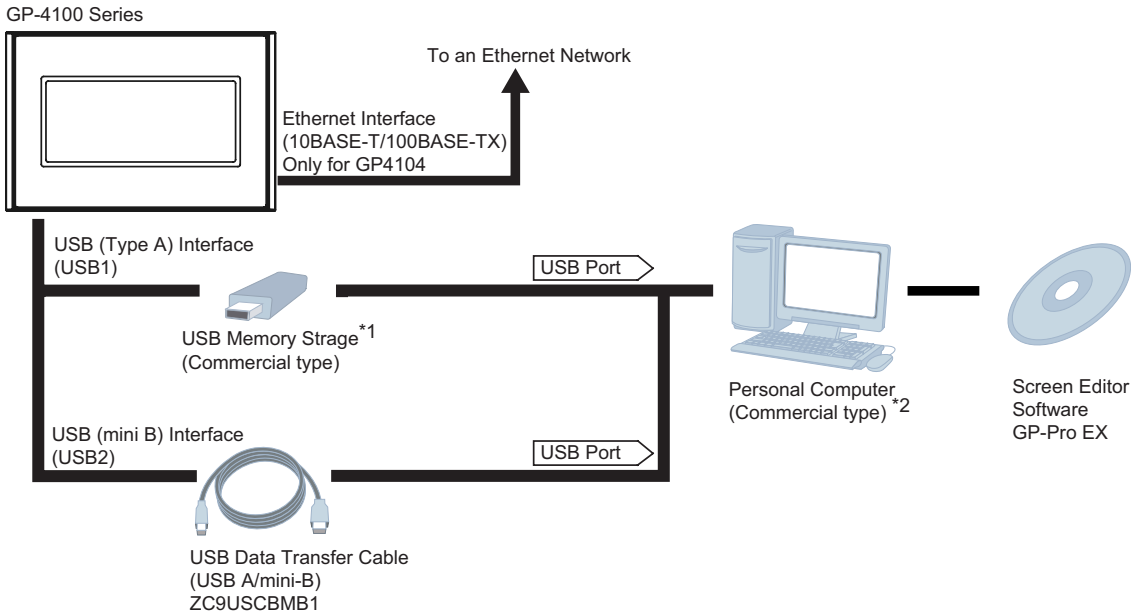 GP-4100 Series
To an Ethernet Network
Ethernet Interface
(10BASE-T/100BASE-TX)
Only for GP4104
USB (Type A) Interface
(USB1)
USB Port
USB Memory Strage*1
(Commercial type)
Personal Computer
(Commercial type) *2
Screen Editor
Software
GP-Pro EX
USB (mini B) Interface
(USB2)
USB Port
USB Data Transfer Cable
(USB A/mini-B)
ZC9USCBMB1